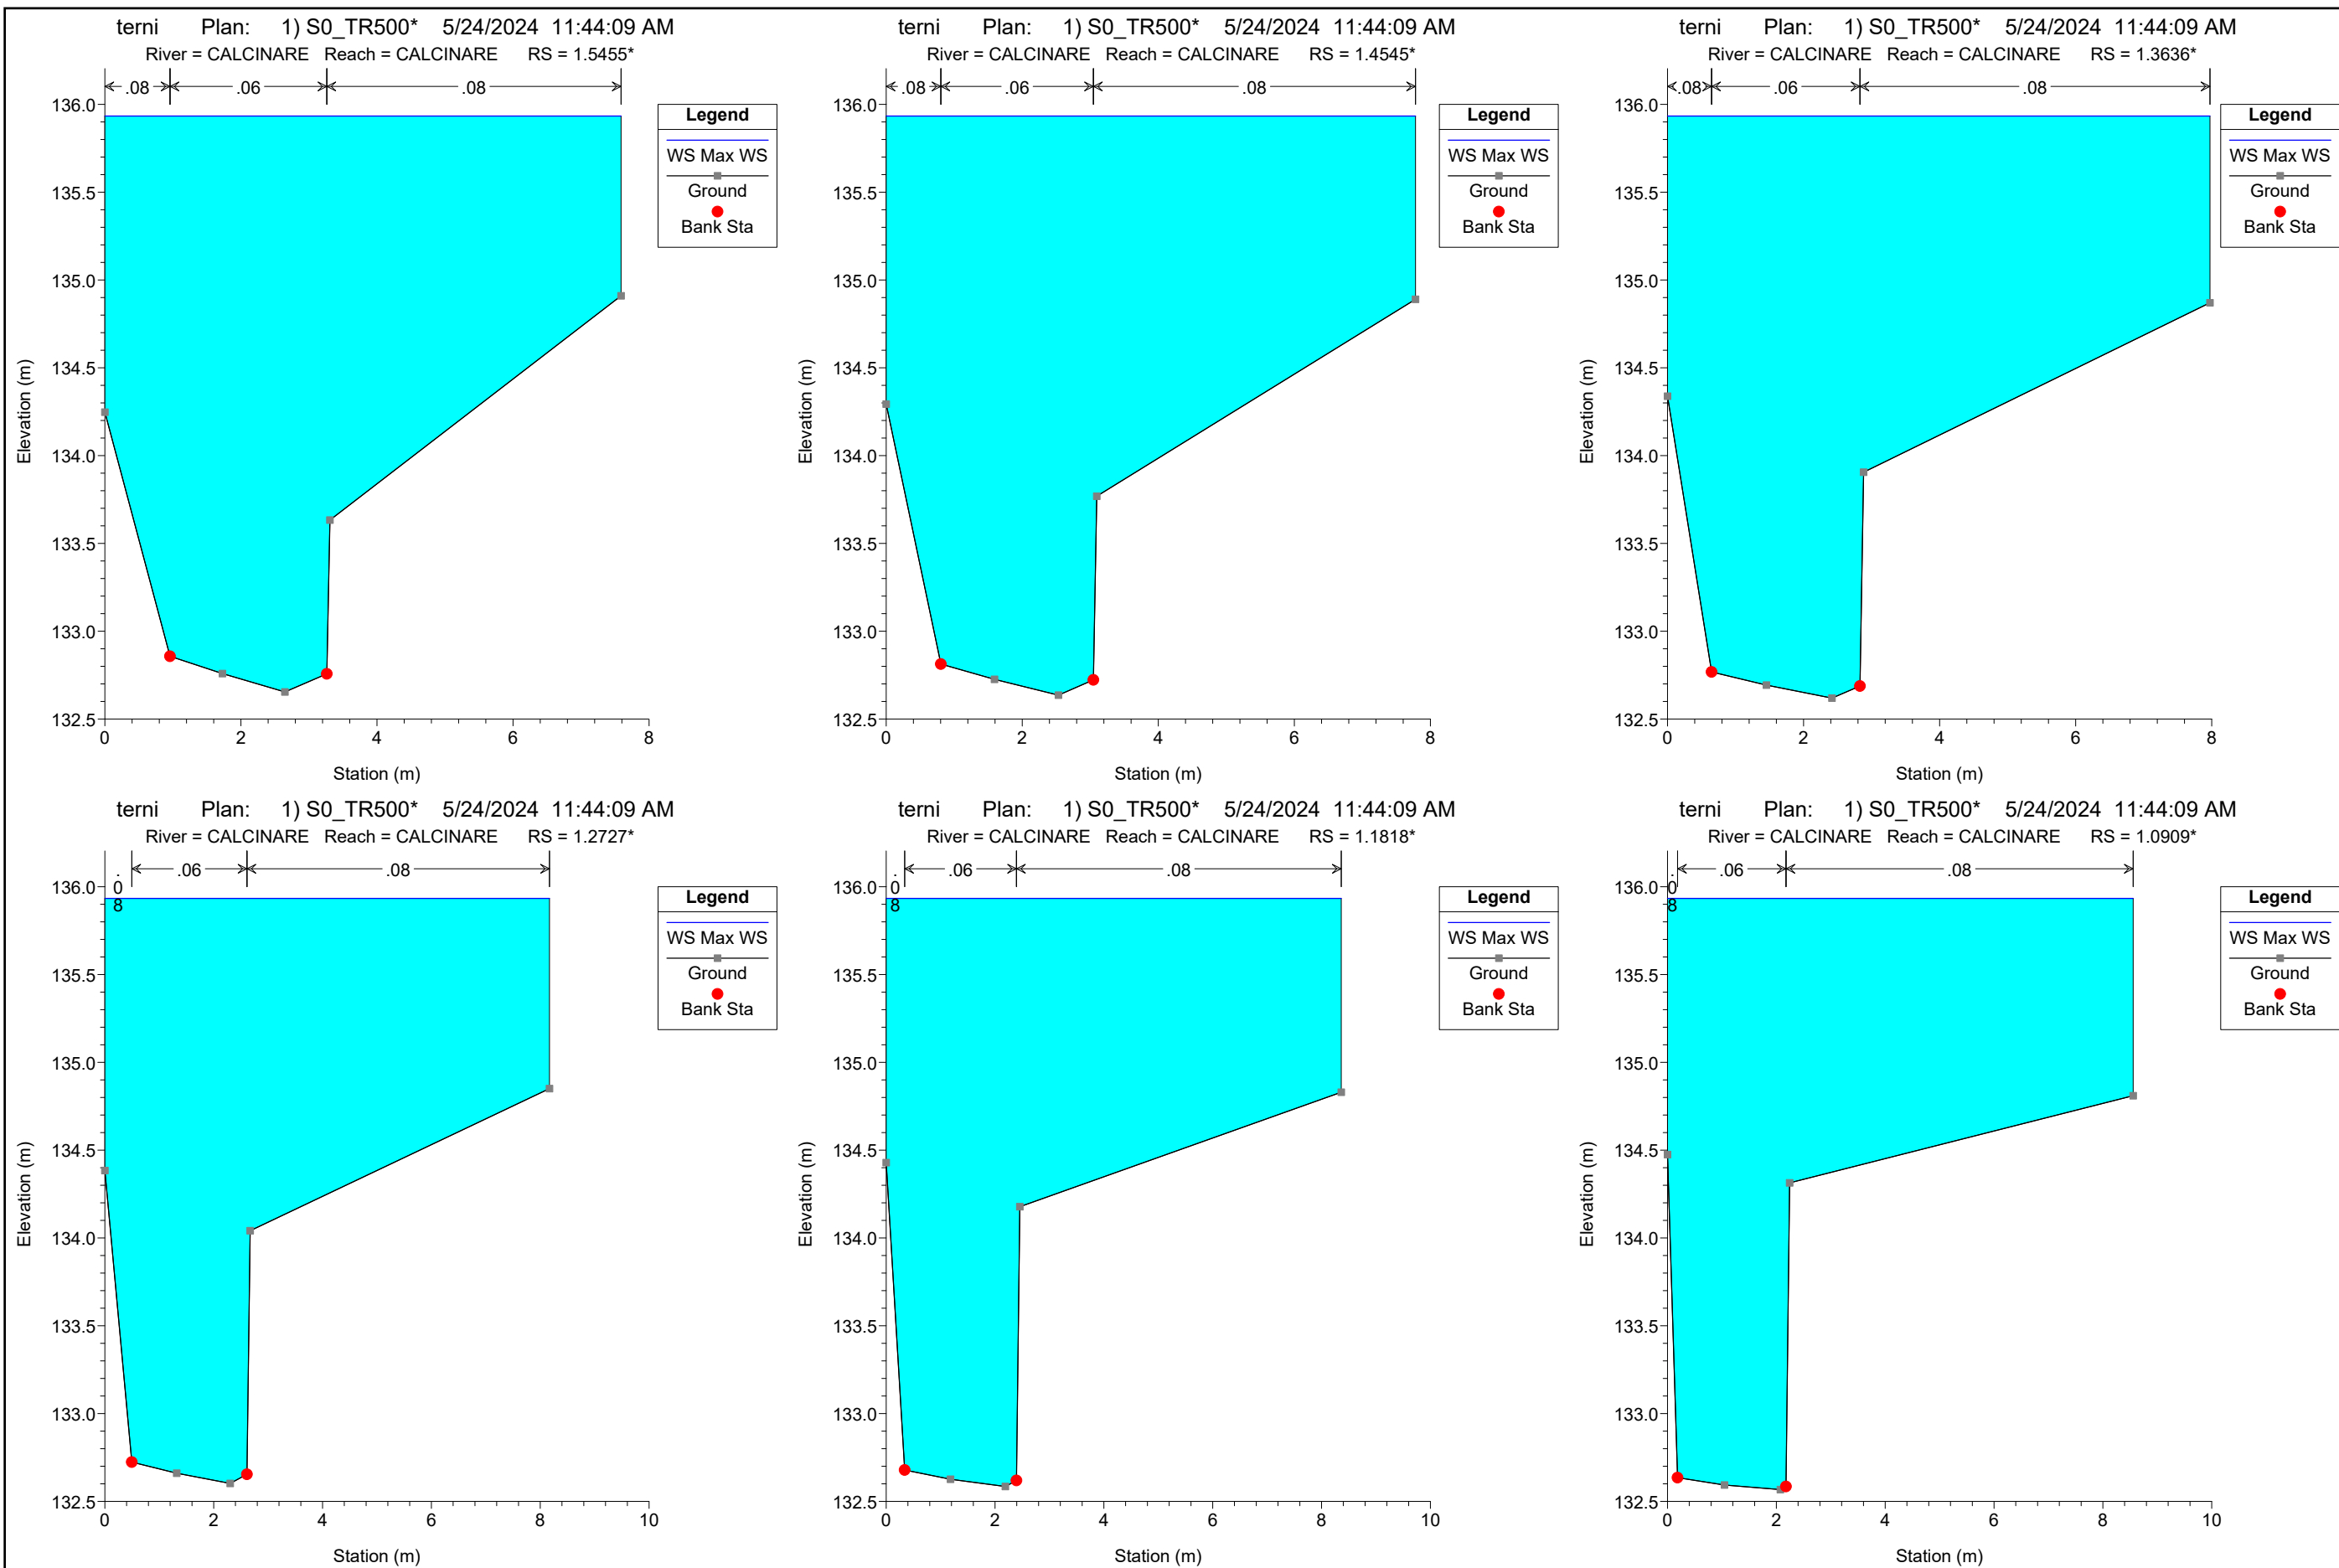 terni Plan: 1) S0_TR500* 5/24/2024 11:44:09 AM
River = CALCINARE Reach = CALCINARE RS = 1.5455*
.08 .06 .08
Legend
WS Max WS
Ground
Bank Sta
136.0
135.5
135.0
134.5
134.0
133.5
133.0
132.5
Elevation (m)
0 2 4 6 8
Station (m)
terni Plan: 1) S0_TR500* 5/24/2024 11:44:09 AM
River = CALCINARE Reach = CALCINARE RS = 1.4545*
.08 .06 .08
Legend
WS Max WS
Ground
Bank Sta
136.0
135.5
135.0
134.5
134.0
133.5
133.0
132.5
Elevation (m)
0 2 4 6 8
Station (m)
terni Plan: 1) S0_TR500* 5/24/2024 11:44:09 AM
River = CALCINARE Reach = CALCINARE RS = 1.3636*
.08 .06 .08
Legend
WS Max WS
Ground
Bank Sta
136.0
135.5
135.0
134.5
134.0
133.5
133.0
132.5
Elevation (m)
0 2 4 6 8
Station (m)
terni Plan: 1) S0_TR500* 5/24/2024 11:44:09 AM
River = CALCINARE Reach = CALCINARE RS = 1.2727*
.08 .06 .08
Legend
WS Max WS
Ground
Bank Sta
136.0
135.5
135.0
134.5
134.0
133.5
133.0
132.5
Elevation (m)
0 2 4 6 8 10
Station (m)
terni Plan: 1) S0_TR500* 5/24/2024 11:44:09 AM
River = CALCINARE Reach = CALCINARE RS = 1.1818*
.08 .06 .08
Legend
WS Max WS
Ground
Bank Sta
136.0
135.5
135.0
134.5
134.0
133.5
133.0
132.5
Elevation (m)
0 2 4 6 8 10
Station (m)
terni Plan: 1) S0_TR500* 5/24/2024 11:44:09 AM
River = CALCINARE Reach = CALCINARE RS = 1.0909*
.08 .06 .08
Legend
WS Max WS
Ground
Bank Sta
136.0
135.5
135.0
134.5
134.0
133.5
133.0
132.5
Elevation (m)
0 2 4 6 8 10
Station (m)